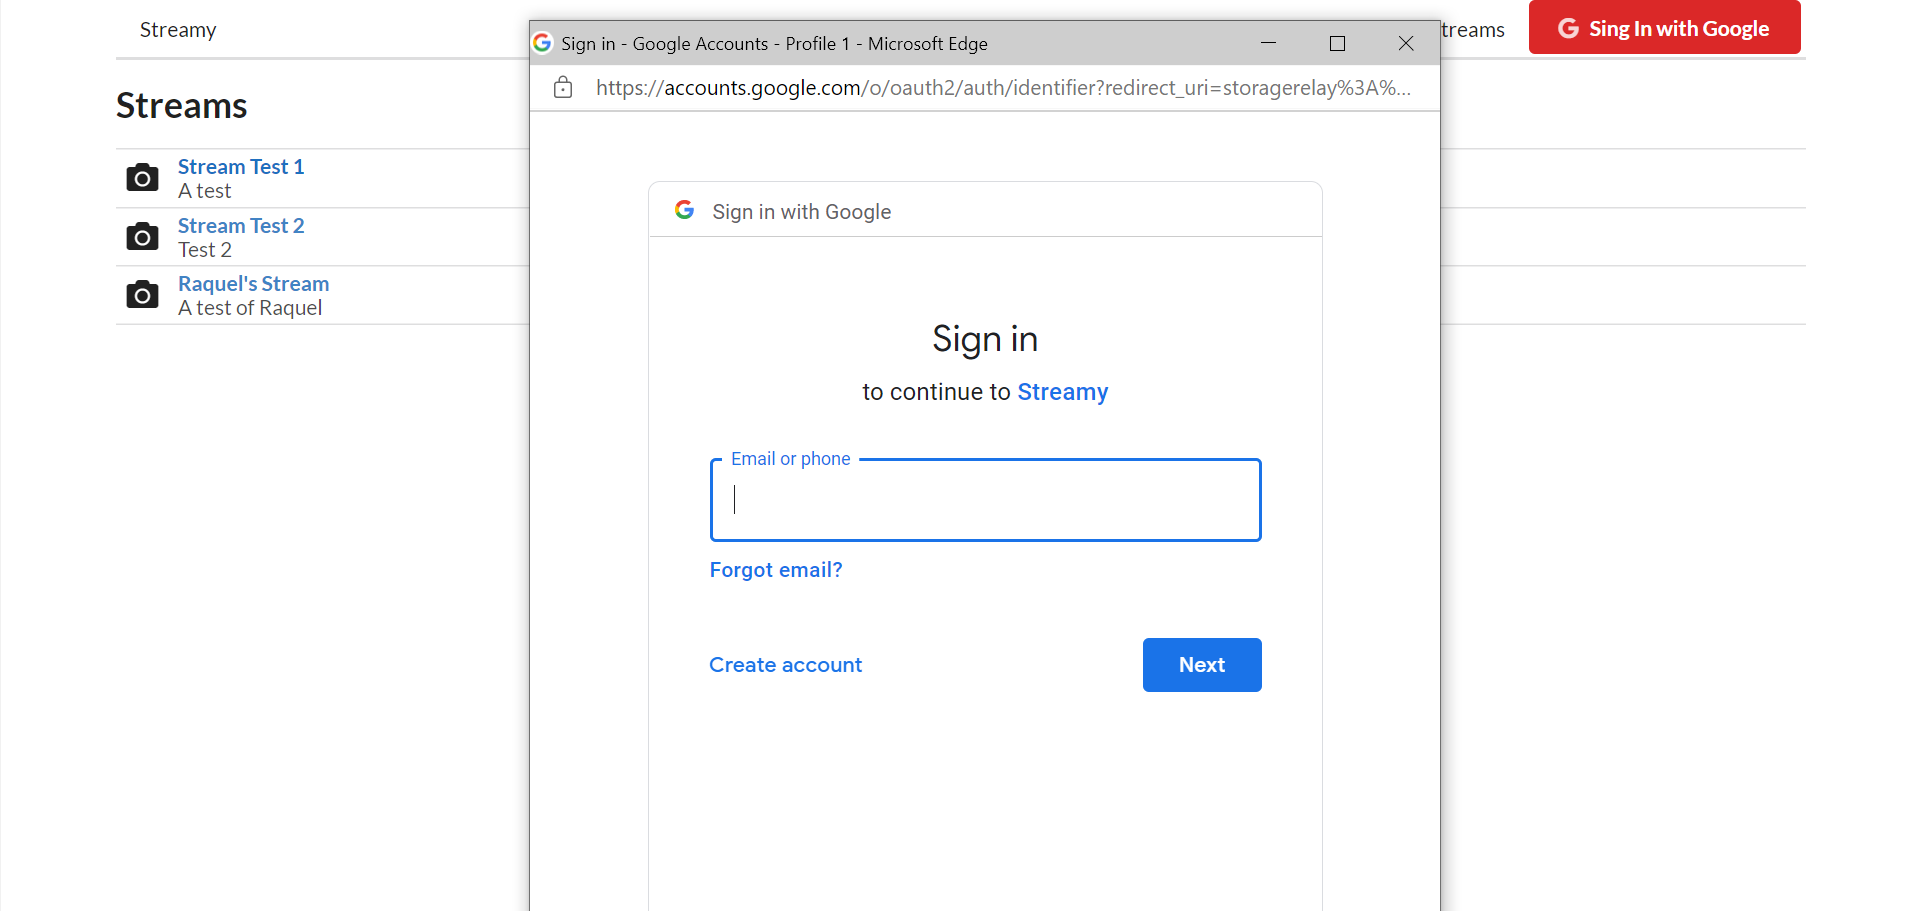 Streamy
treams
Sing In with Google
Streams
Stream Test 1
A test
Stream Test 2
Test 2
Raquel's Stream
A test of Raquel
Sign in - Google Accounts - Profile 1 - Microsoft Edge
https://accounts.google.com/o/oauth2/auth/identifier?redirect_uri=storagerelay%3A%...
Sign in with Google
Sign in
to continue to Streamy
Email or phone
Forgot email?
Create account
Next